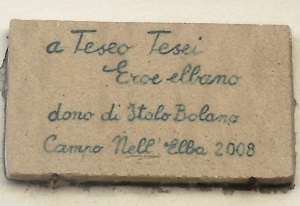 a Teseo Tesei
Eroe elbano
dono di Italo Bolano
Campo Nell' Elba 2008